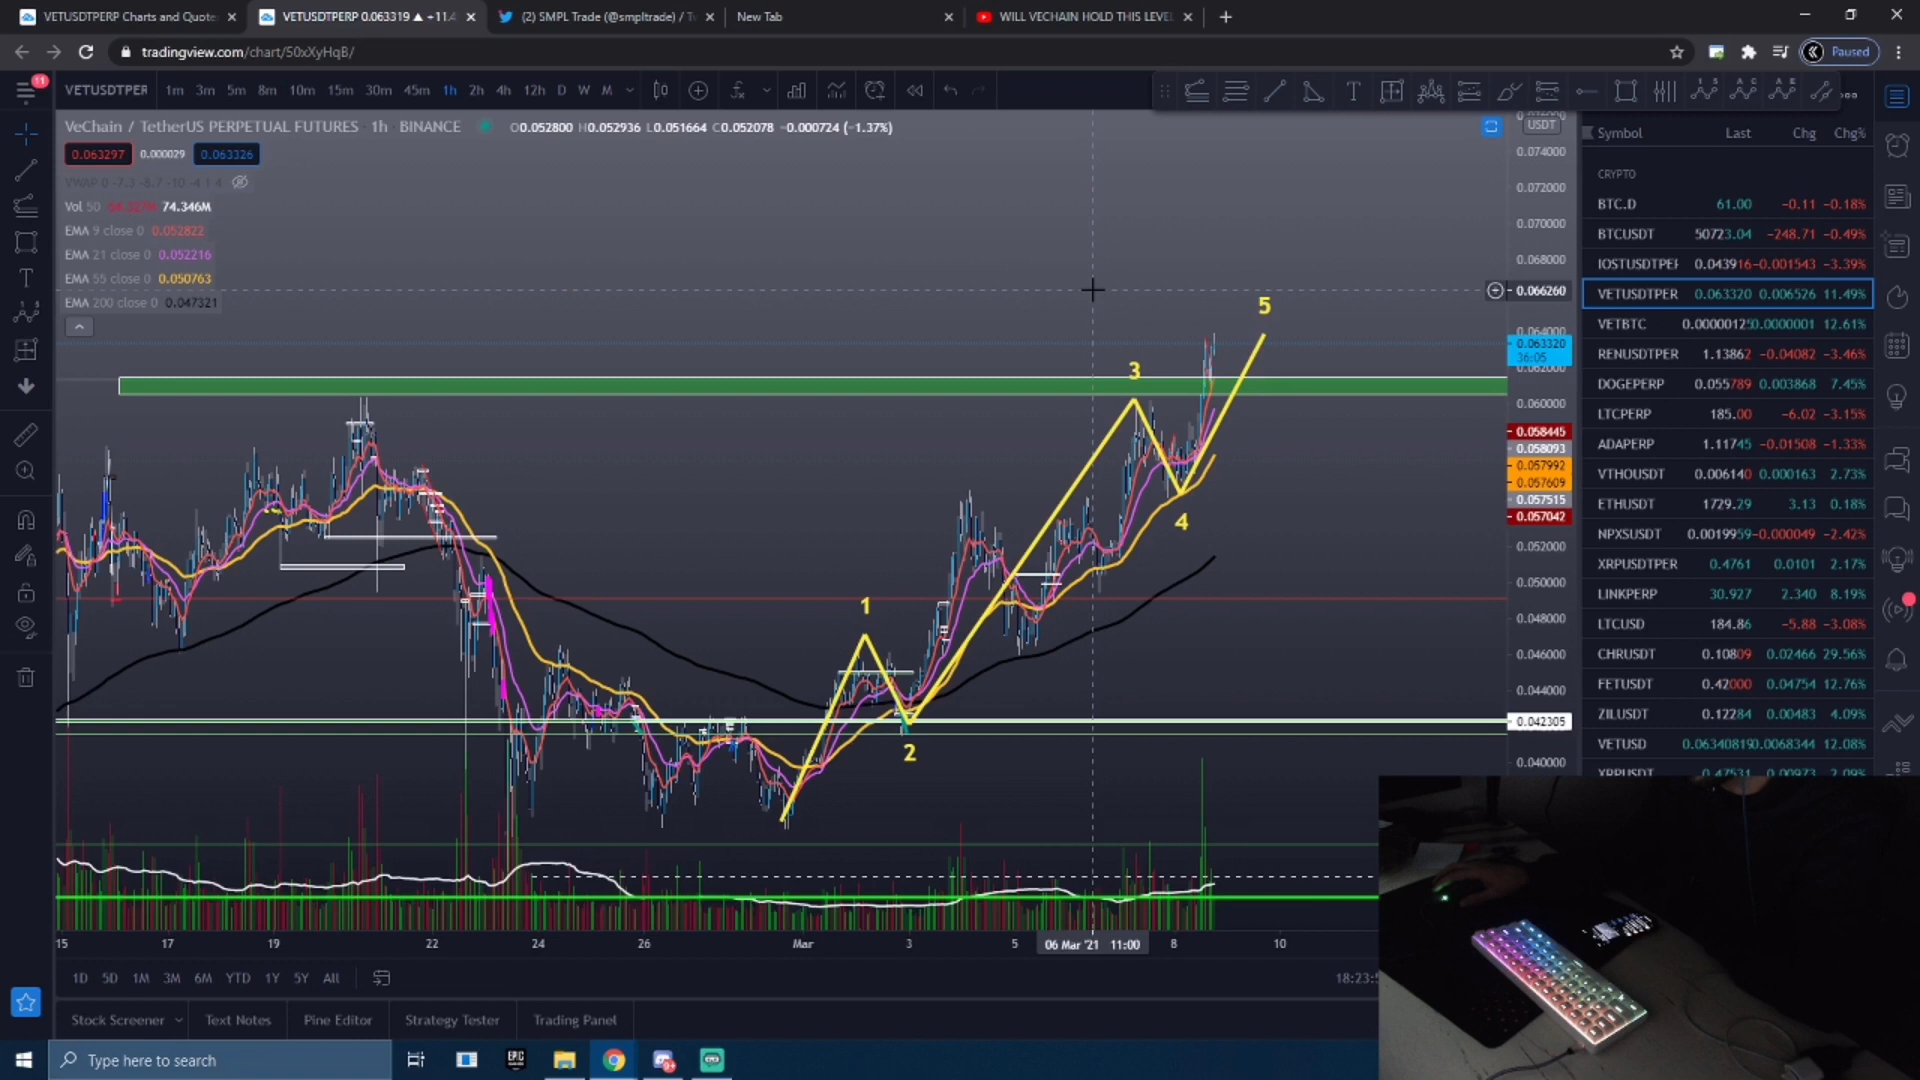 VETUSDTPERP Charts and Quote
VETUSDTPERP 0.063319 ▲ +11.4
(2) SMPL Trade (@smpltrade) / Tw
New Tab
WILL VECHAIN HOLD THIS LEVEL
tradingview.com/chart/50xXyHqB/
Paused
11
VETUSDTPER
1m 3m 5m 8m 10m 15m 30m 45m 1h 2h 4h 12h D W M
VeChain / TetherUS PERPETUAL FUTURES · 1h · BINANCE
O0.052800 H0.052936 L0.051664 C0.052078 -0.000724 (-1.37%)
0.063297 0.000029 0.063326
VWAP 0 -7.3 -8.7 -10 -4.1 4
Vol 50 74.346M
EMA 9 close 0 0.052822
EMA 21 close 0 0.052216
EMA 55 close 0 0.050763
EMA 200 close 0 0.047321
1
2
3
4
5
USDT
0.074000
0.072000
0.070000
0.068000
0.066260
0.064000
0.063320
36:05
0.062000
0.060000
0.058445
0.058093
0.057992
0.057609
0.057515
0.057042
0.052000
0.050000
0.048000
0.046000
0.044000
0.042305
0.040000
15 17 19 22 24 26 Mar 3 5 06 Mar '21 11:00 8 10
Symbol Last Chg Chg%
CRYPTO
BTC.D 61.00 -0.11 -0.18%
BTCUSDT 50723.04 -248.71 -0.49%
IOSTUSDTPEF 0.043916 -0.001543 -3.39%
VETUSDTPER 0.063320 0.006526 11.49%
VETBTC 0.00000125 0.0000001 12.61%
RENUSDTPER 1.13862 -0.04082 -3.46%
DOGEPERP 0.055789 0.003868 7.45%
LTCPERP 185.00 -6.02 -3.15%
ADAPERP 1.11745 -0.01508 -1.33%
VTHOUSDT 0.006140 0.000163 2.73%
ETHUSDT 1729.29 3.13 0.18%
NPXSUSDT 0.0019959 -0.000049 -2.42%
XRPUSDTPER 0.4761 0.0101 2.17%
LINKPERP 30.927 2.340 8.19%
LTCUSD 184.86 -5.88 -3.08%
CHRUSDT 0.10809 0.02466 29.56%
FETUSDT 0.42000 0.04754 12.76%
ZILUSDT 0.12284 0.00483 4.09%
VETUSD 0.0634081 90.0068344 12.08%
XRPUSDT 0.47531 0.00973 2.09%
1D 5D 1M 3M 6M YTD 1Y 5Y All
18:23:5
Stock Screener Text Notes Pine Editor Strategy Tester Trading Panel
Type here to search
EPIC